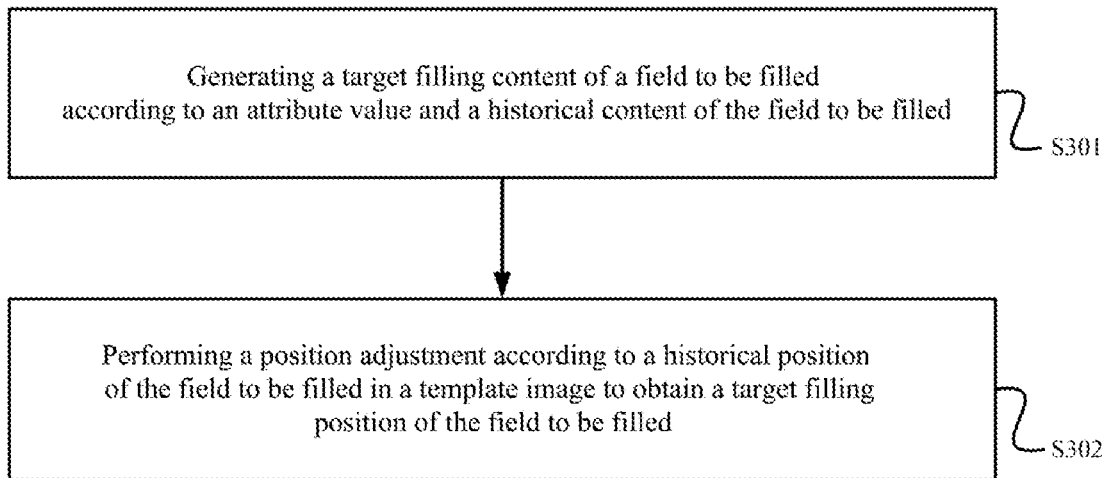 Generating a target filling content of a field to be filled
according to an attribute value and a historical content of the field to be filled
S301
Performing a position adjustment according to a historical position
of the field to be filled in a template image to obtain a target filling
position of the field to be filled
S302